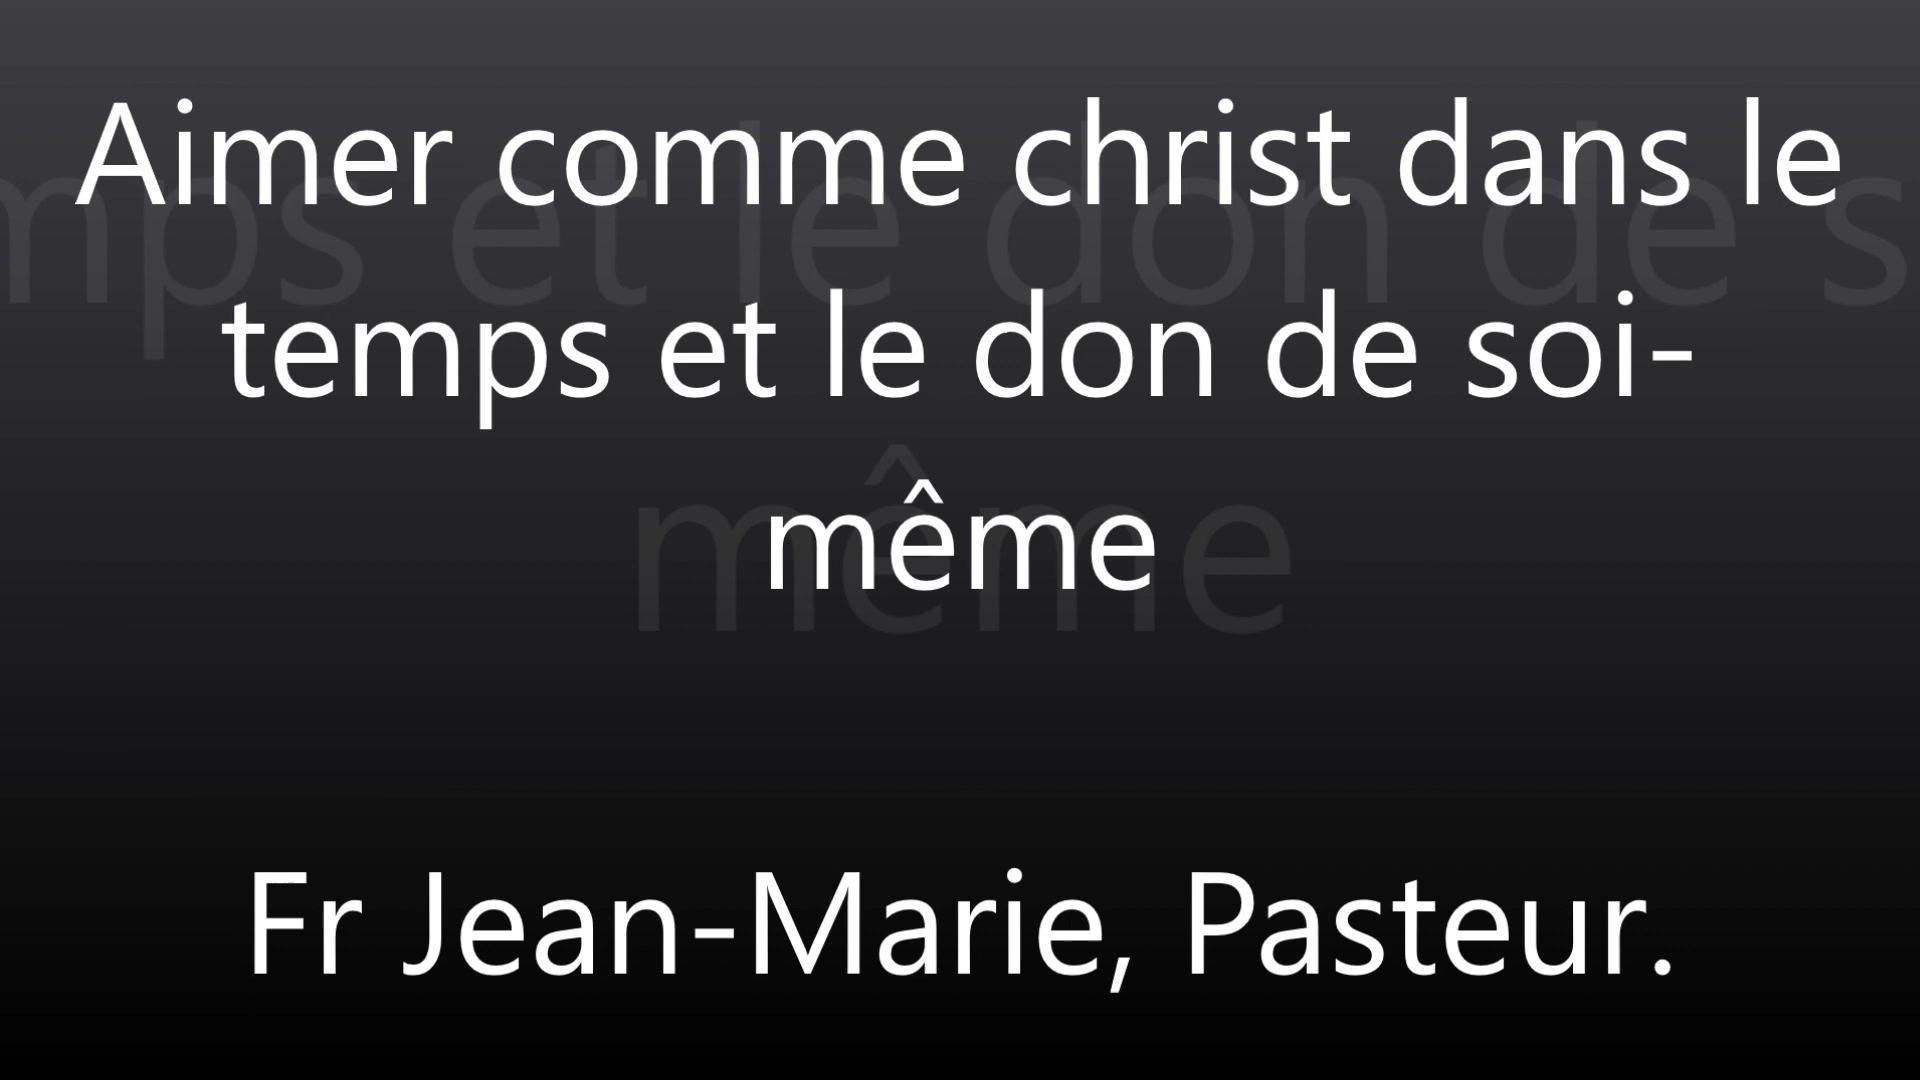 Aimer comme christ dans le
temps et le don de soi-
même
Fr Jean-Marie, Pasteur.